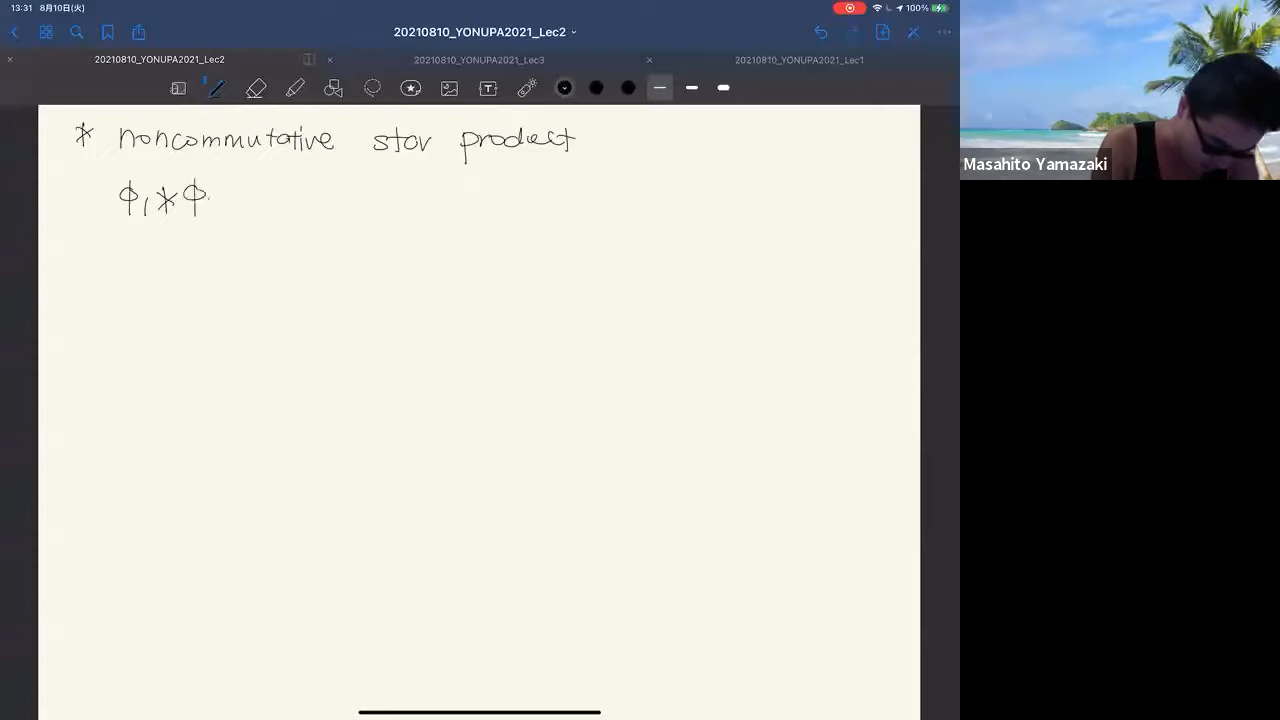 13:31 8月10日(火)
100%
20210810_YONUPA2021_Lec2
20210810_YONUPA2021_Lec2
20210810_YONUPA2021_Lec3
20210810_YONUPA2021_Lec1
* noncommutative star product
ϕ₁ * ϕ
Masahito Yamazaki